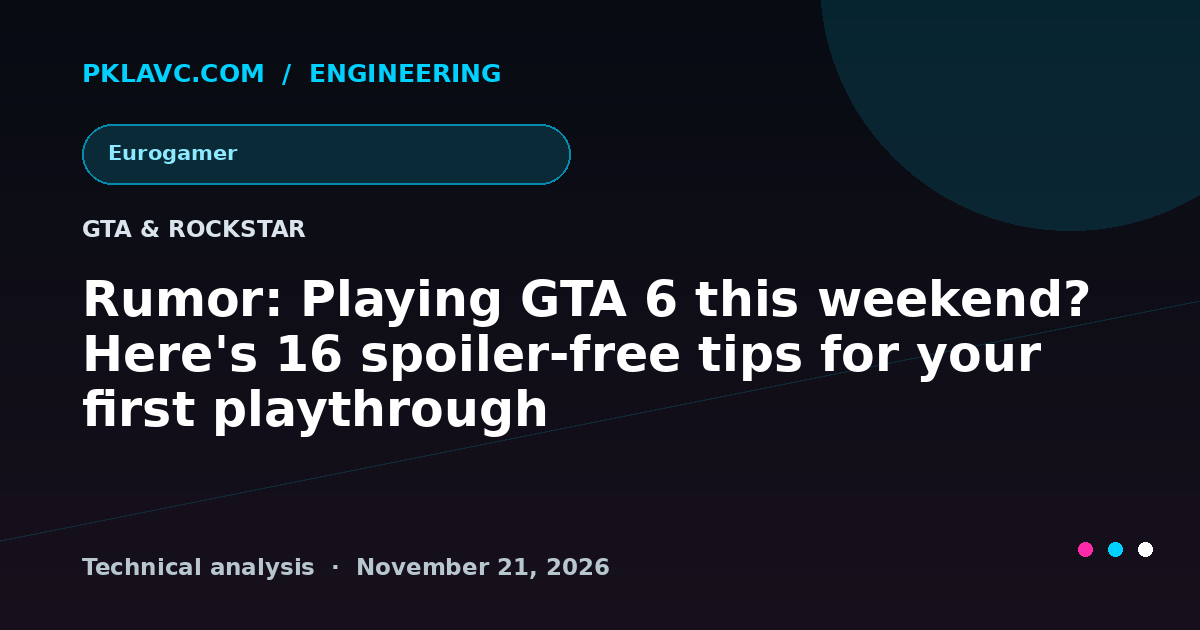 PKLAVC.COM / ENGINEERING
Eurogamer
GTA & ROCKSTAR
Rumor: Playing GTA 6 this weekend?
Here's 16 spoiler-free tips for your
first playthrough
Technical analysis · November 21, 2026